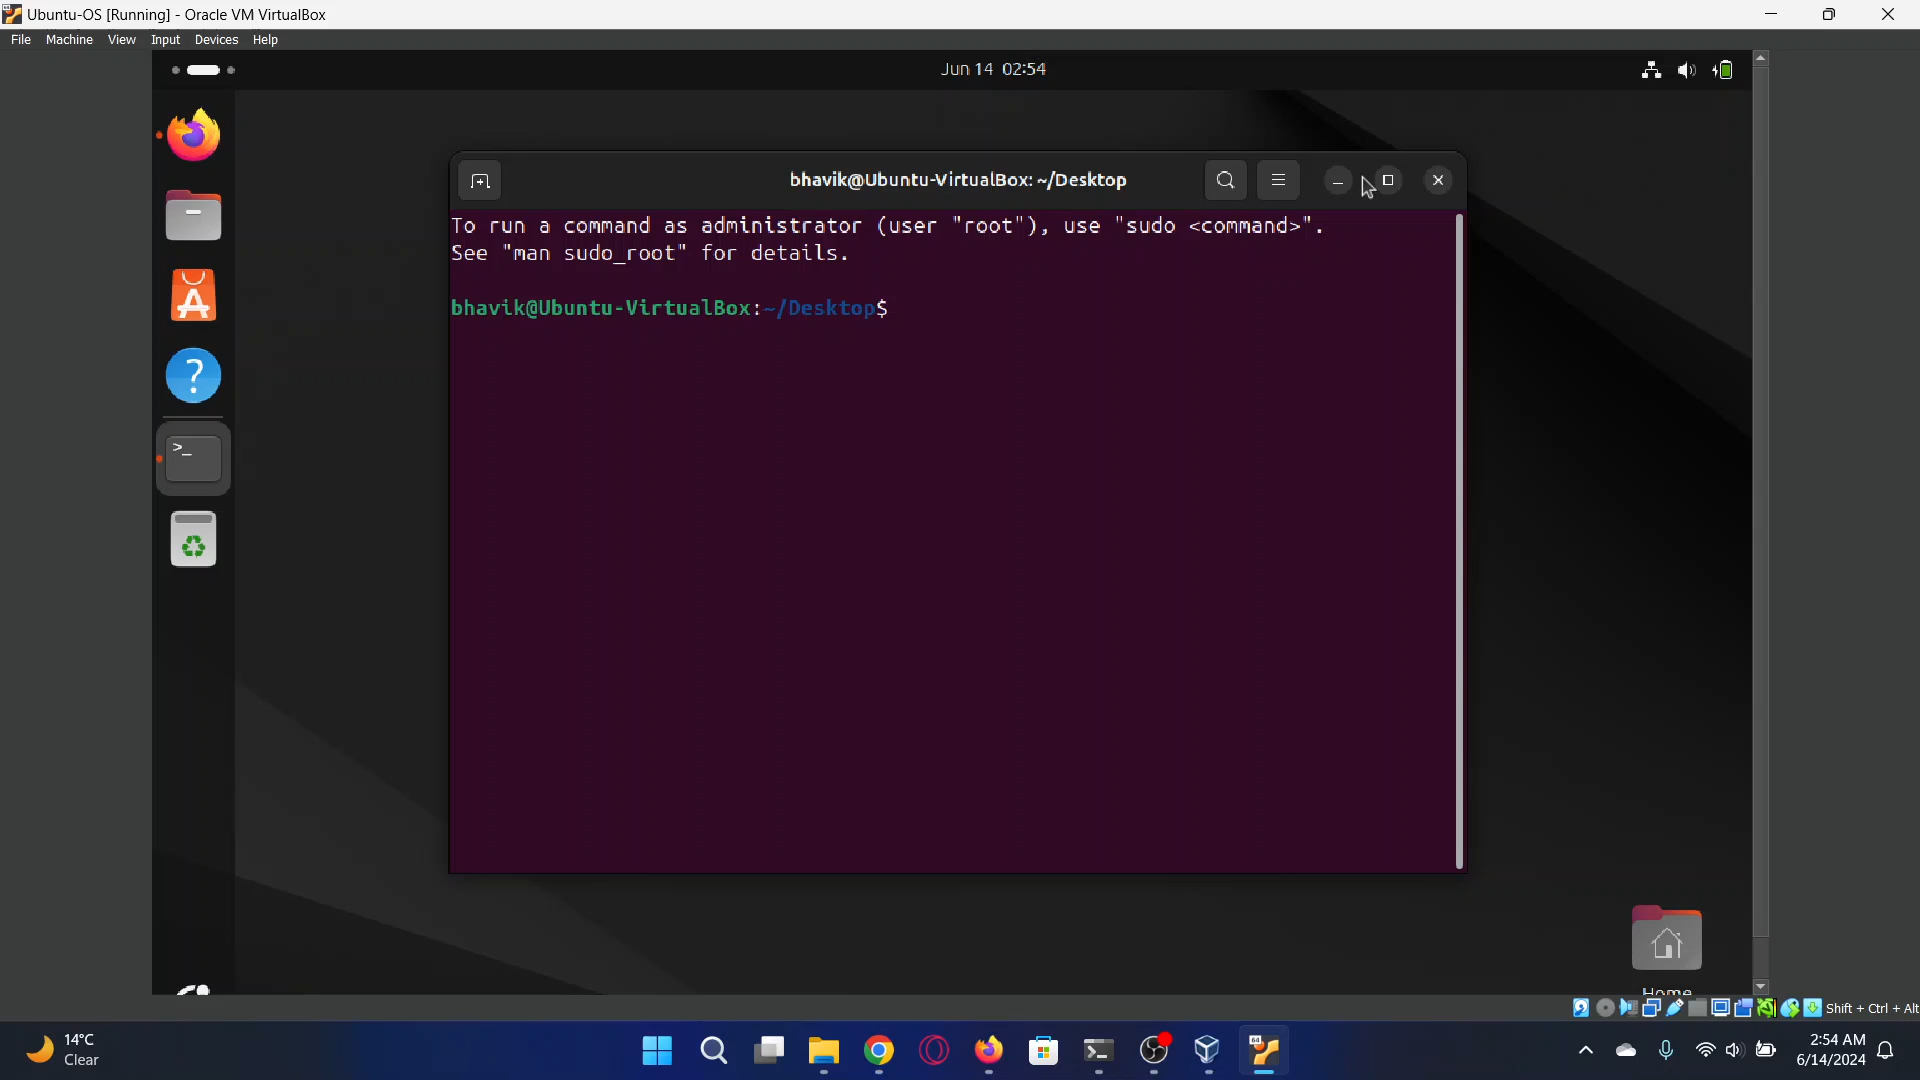 Ubuntu-OS [Running] - Oracle VM VirtualBox
File Machine View Input Devices Help
Jun 14 02:54
bhavik@Ubuntu-VirtualBox: ~/Desktop
To run a command as administrator (user "root"), use "sudo <command>".
See "man sudo_root" for details.
bhavik@Ubuntu-VirtualBox:~/Desktop$
Home
Shift + Ctrl + Alt
14°C
Clear
2:54 AM
6/14/2024